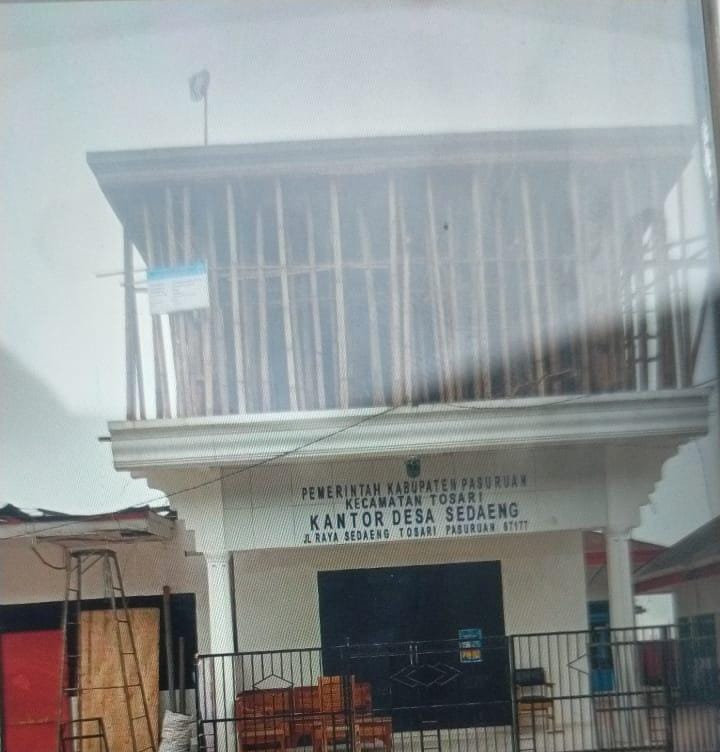 PEMERINTAH KABUPATEN PASURUAN
KECAMATAN TOSARI
KANTOR DESA SEDAENG
JL RAYA SEDAENG TOSARI PASURUAN 67177